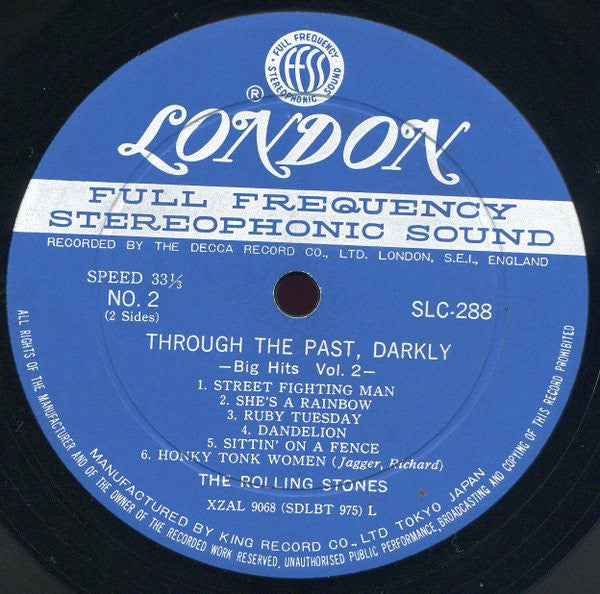 FULL FREQUENCY
ffss
STEREOPHONIC SOUND
®
LONDON
FULL FREQUENCY
STEREOPHONIC SOUND
RECORDED BY THE DECCA RECORD CO., LTD. LONDON, S.E.I., ENGLAND
SPEED 33⅓
NO. 2
(2 Sides)
SLC-288
THROUGH THE PAST, DARKLY
—Big Hits Vol. 2—
1. STREET FIGHTING MAN
2. SHE'S A RAINBOW
3. RUBY TUESDAY
4. DANDELION
5. SITTIN' ON A FENCE
6. HONKY TONK WOMEN (Jagger, Richard)
THE ROLLING STONES
XZAL 9068 (SDLBT 975) L
MANUFACTURED BY KING RECORD CO., LTD TOKYO JAPAN
ALL RIGHTS OF THE MANUFACTURER AND OF THE OWNER OF THE RECORDED WORK RESERVED, UNAUTHORISED PUBLIC PERFORMANCE, BROADCASTING AND COPYING OF THIS RECORD PROHIBITED